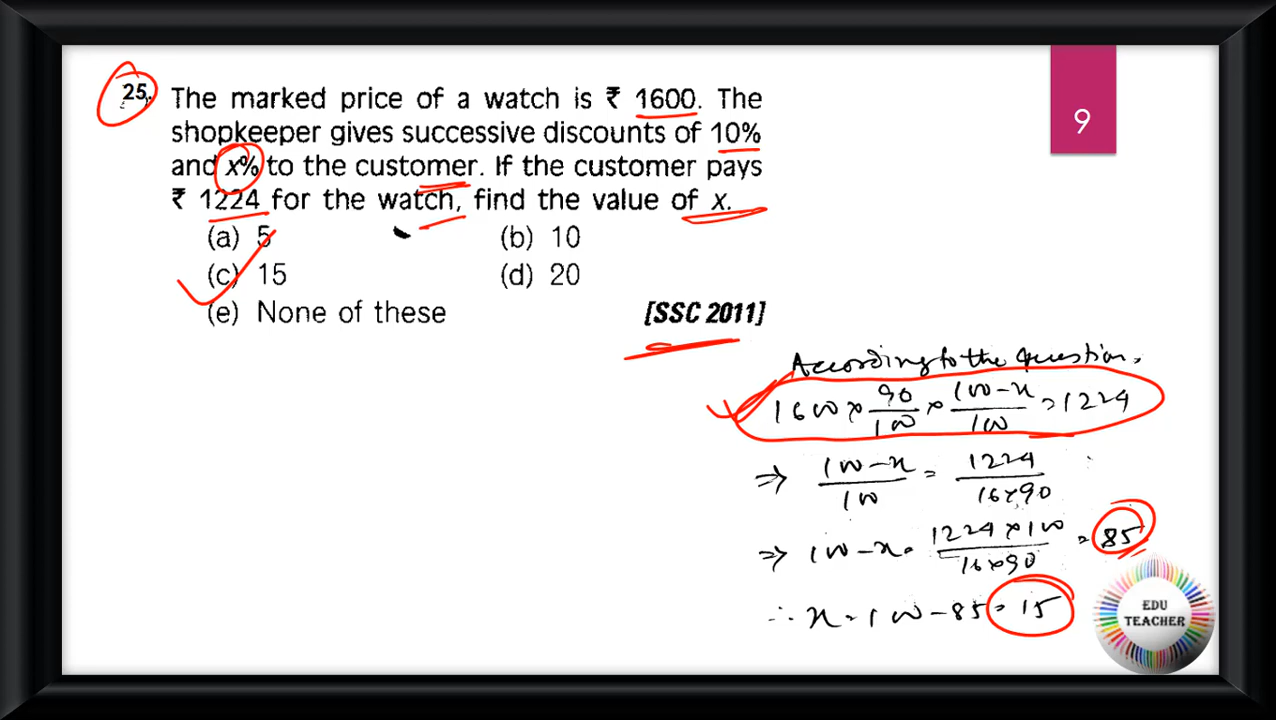 9
25. The marked price of a watch is ₹ 1600. The
shopkeeper gives successive discounts of 10%
and x% to the customer. If the customer pays
₹ 1224 for the watch, find the value of x.
(a) 5 (b) 10
(c) 15 (d) 20
(e) None of these [SSC 2011]
According to the question,
1600 × 90/100 × (100-x)/100 = 1224
⇒ (100-x)/100 = 1224/(16×90)
⇒ 100-x = (1224×100)/(16×90) = 85
∴ x = 100-85 = 15
EDU
TEACHER